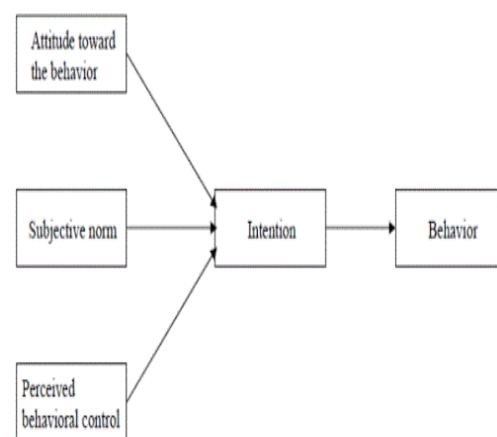 Attitude toward
the behavior
Subjective norm
Intention
Behavior
Perceived
behavioral control